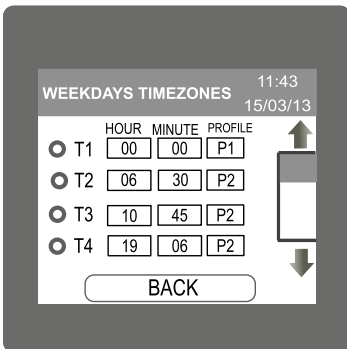 11:43
WEEKDAYS TIMEZONES
15/03/13
HOUR MINUTE PROFILE
T1 00 00 P1
T2 06 30 P2
T3 10 45 P2
T4 19 06 P2
BACK